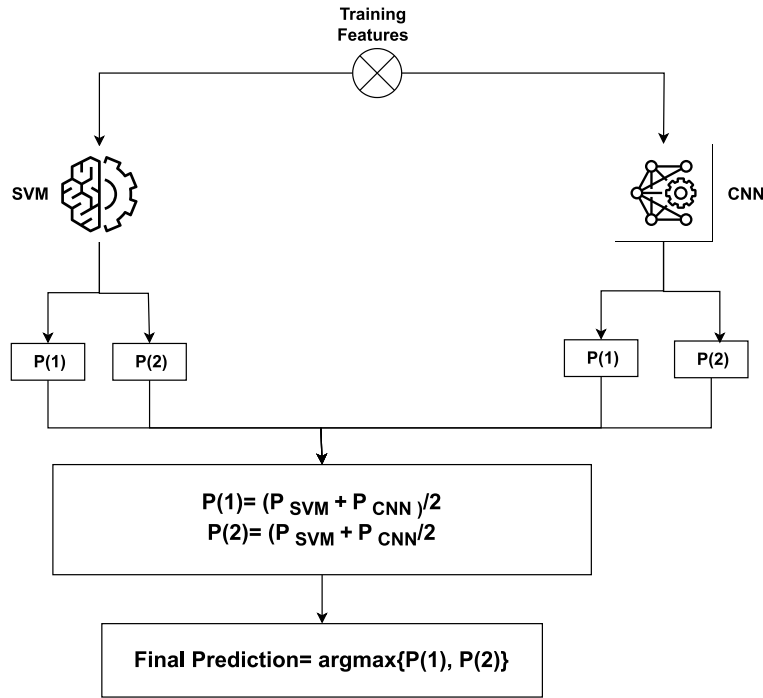 Training
Features
SVM
CNN
P(1)
P(2)
P(1)
P(2)
P(1)= (P SVM + P CNN )/2
P(2)= (P SVM + P CNN/2
Final Prediction= argmax{P(1), P(2)}